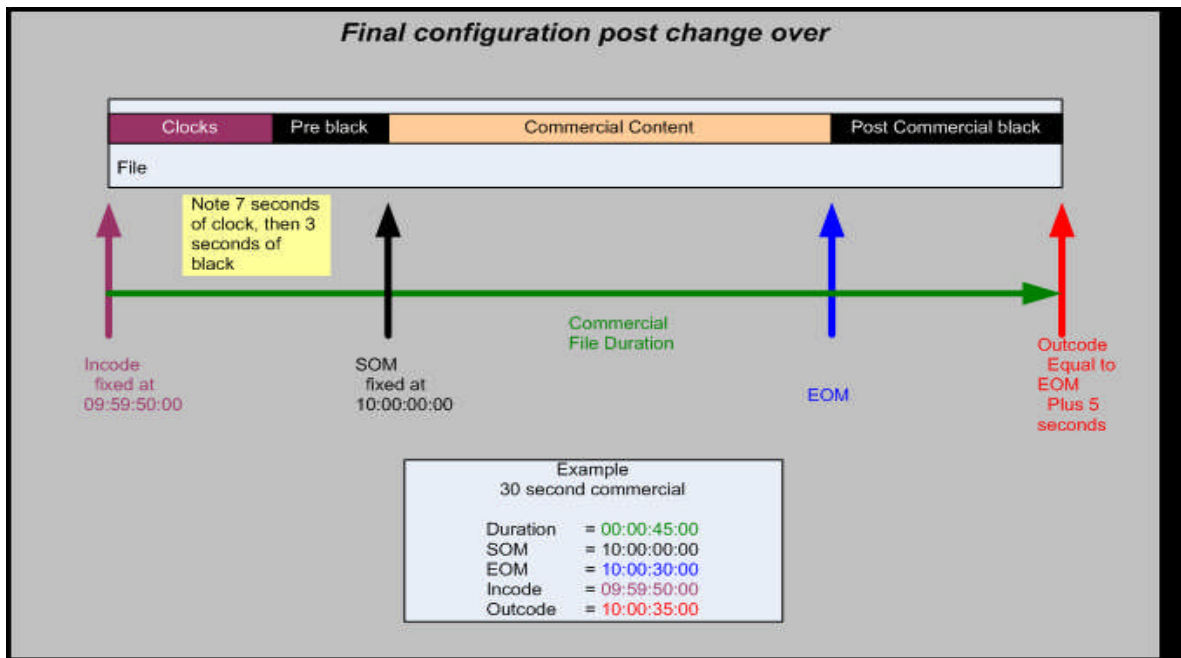 Final configuration post change over
Clocks
Pre black
Commercial Content
Post Commercial black
File
Note 7 seconds
of clock, then 3
seconds of
black
Commercial
File Duration
Incode
fixed at
09:59:50:00
SOM
fixed at
10:00:00:00
EOM
Outcode
Equal to
EOM
Plus 5
seconds
Example
30 second commercial
Duration = 00:00:45:00
SOM = 10:00:00:00
EOM = 10:00:30:00
Incode = 09:59:50:00
Outcode = 10:00:35:00